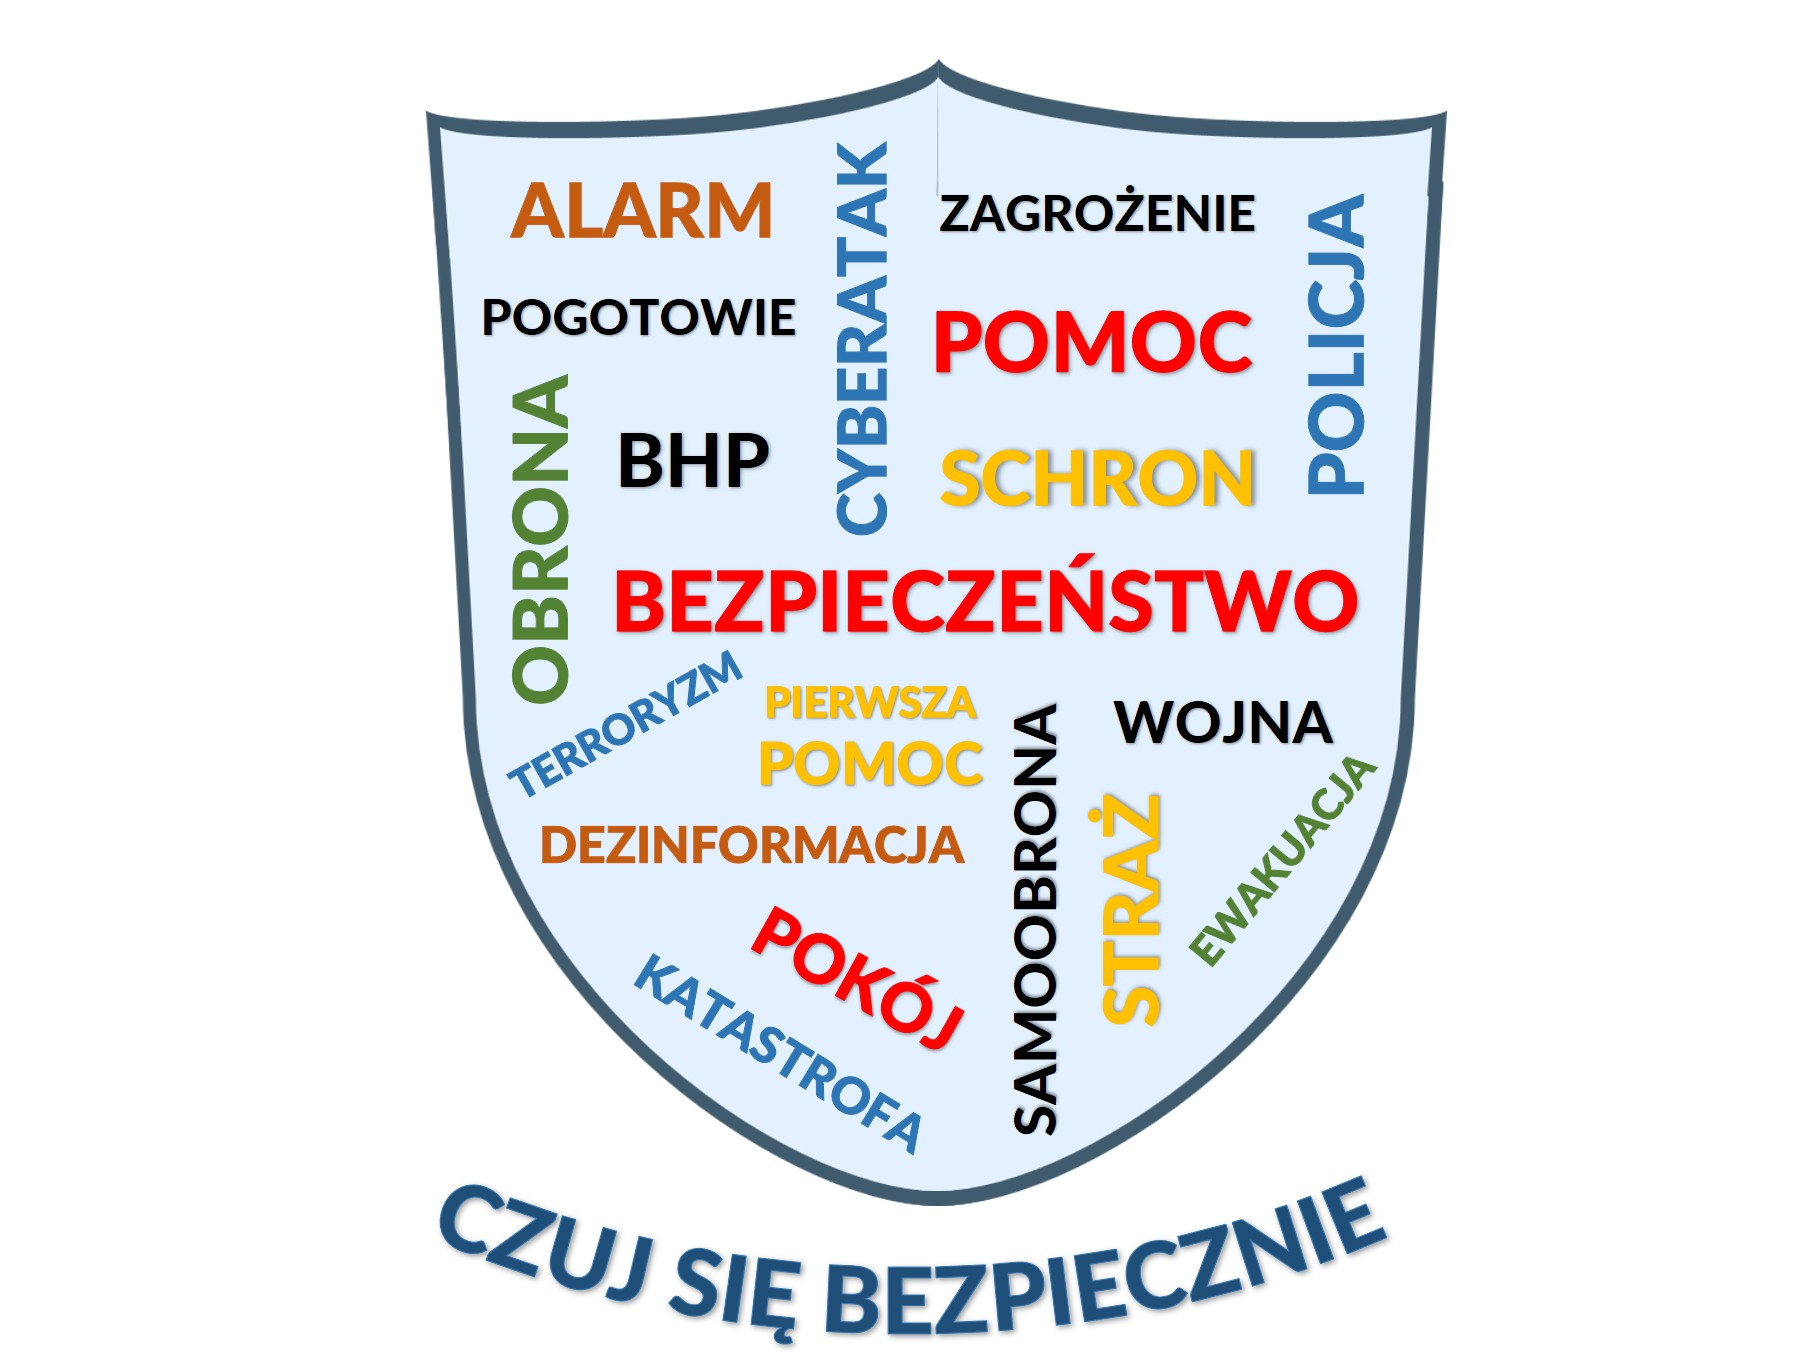 ALARM
CYBERATAK
ZAGROŻENIE
POLICJA
POGOTOWIE
POMOC
OBRONA
BHP
SCHRON
BEZPIECZEŃSTWO
TERRORYZM
PIERWSZA
POMOC
SAMOOBRONA
WOJNA
DEZINFORMACJA
STRAŻ
EWAKUACJA
POKÓJ
KATASTROFA
CZUJ SIĘ BEZPIECZNIE